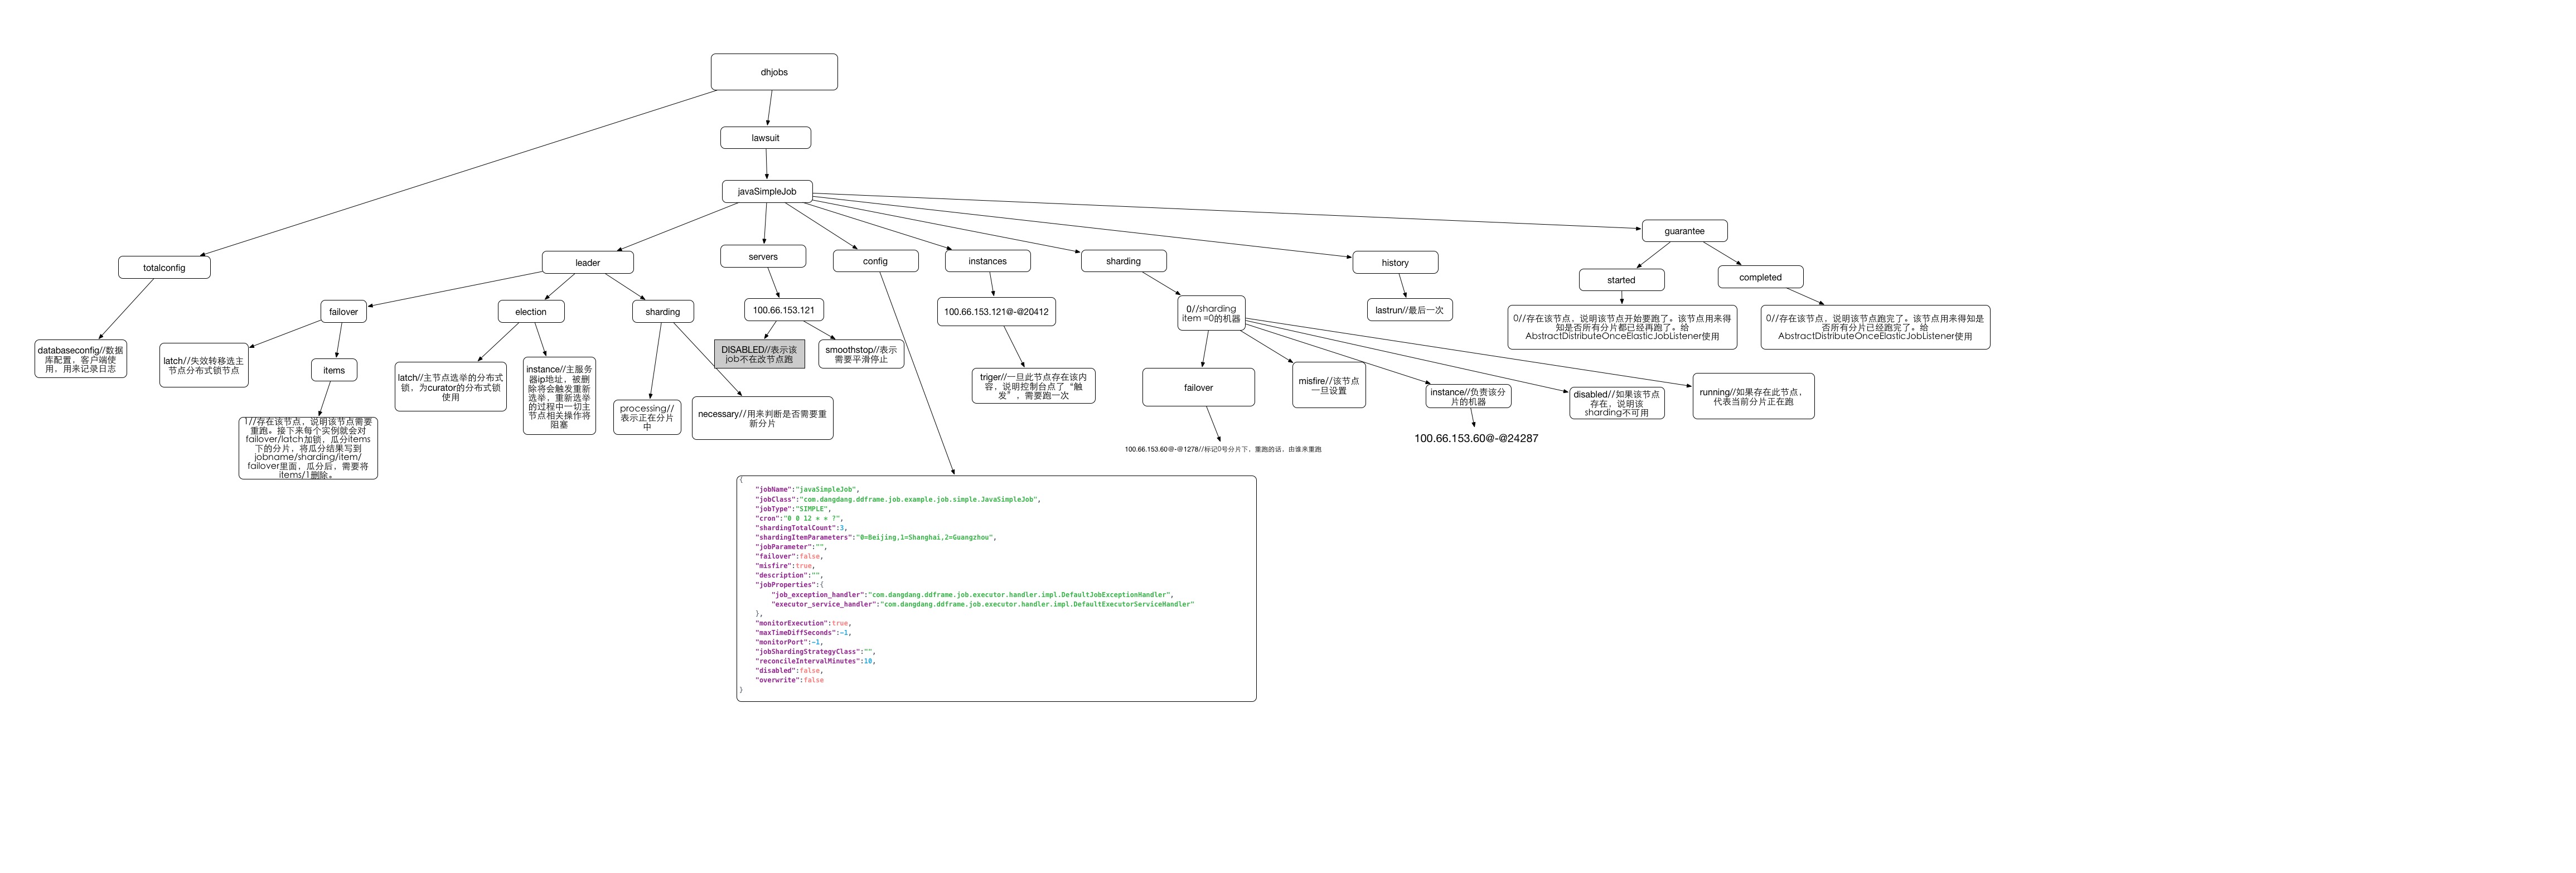 dhjobs
lawsuit
javaSimpleJob
guarantee
totalconfig
leader
servers
config
instances
sharding
history
started
completed
failover
election
sharding
100.66.153.121
100.66.153.121@-@20412
0//sharding
item =0的机器
lastrun//最后一次
0//存在该节点，说明该节点开始要跑了。该节点用来得
知是否所有分片都已经再跑了。给
AbstractDistributeOnceElasticJobListener使用
0//存在该节点，说明该节点跑完了。该节点用来得知是
否所有分片已经跑完了。给
AbstractDistributeOnceElasticJobListener使用
databaseconfig//数据
库配置，客户端使
用，用来记录日志
latch//失效转移选主
节点分布式锁节点
items
latch//主节点选举的分布式
锁，为curator的分布式锁
使用
instance//主服务
器ip地址，被删
除将会触发重新
选举，重新选举
的过程中一切主
节点相关操作将
阻塞
DISABLED//表示该
job不在改节点跑
smoothstop//表示
需要平滑停止
triger//一旦此节点存在该内
容，说明控制台点了“触
发”，需要跑一次
failover
misfire//该节点
一旦设置
instance//负责该分
片的机器
disabled//如果该节点
存在，说明该
sharding不可用
running//如果存在此节点，
代表当前分片正在跑
1//存在该节点，说明该节点需要
重跑。接下来每个实例就会对
failover/latch加锁，瓜分items
下的分片，将瓜分结果写到
jobname/sharding/item/
failover里面，瓜分后，需要将
items/1删除。
processing//
表示正在分片
中
necessary//用来判断是否需要重
新分片
100.66.153.60@-@1278//标记0号分片下，重跑的话，由谁来重跑
100.66.153.60@-@24287
{
"jobName":"javaSimpleJob",
"jobClass":"com.dangdang.ddframe.job.example.job.simple.JavaSimpleJob",
"jobType":"SIMPLE",
"cron":"0 0 12 * * ?",
"shardingTotalCount":3,
"shardingItemParameters":"0=Beijing,1=Shanghai,2=Guangzhou",
"jobParameter":"",
"failover":false,
"misfire":true,
"description":"",
"jobProperties":{
"job_exception_handler":"com.dangdang.ddframe.job.executor.handler.impl.DefaultJobExceptionHandler",
"executor_service_handler":"com.dangdang.ddframe.job.executor.handler.impl.DefaultExecutorServiceHandler"
},
"monitorExecution":true,
"maxTimeDiffSeconds":-1,
"monitorPort":-1,
"jobShardingStrategyClass":"",
"reconcileIntervalMinutes":10,
"disabled":false,
"overwrite":false
}